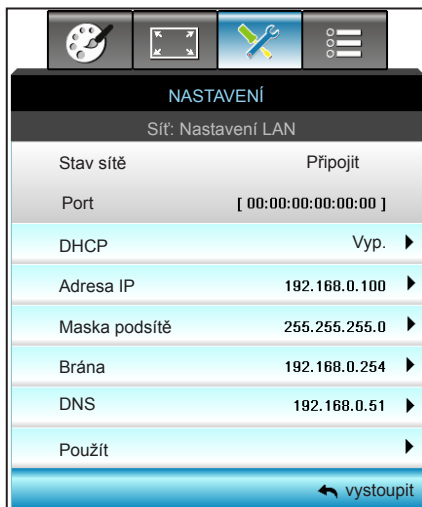 NASTAVENÍ
Síť: Nastavení LAN
Stav sítě Připojit
Port [ 00:00:00:00:00:00 ]
DHCP Vyp.
Adresa IP 192.168.0.100
Maska podsítě 255.255.255.0
Brána 192.168.0.254
DNS 192.168.0.51
Použít
vystoupit